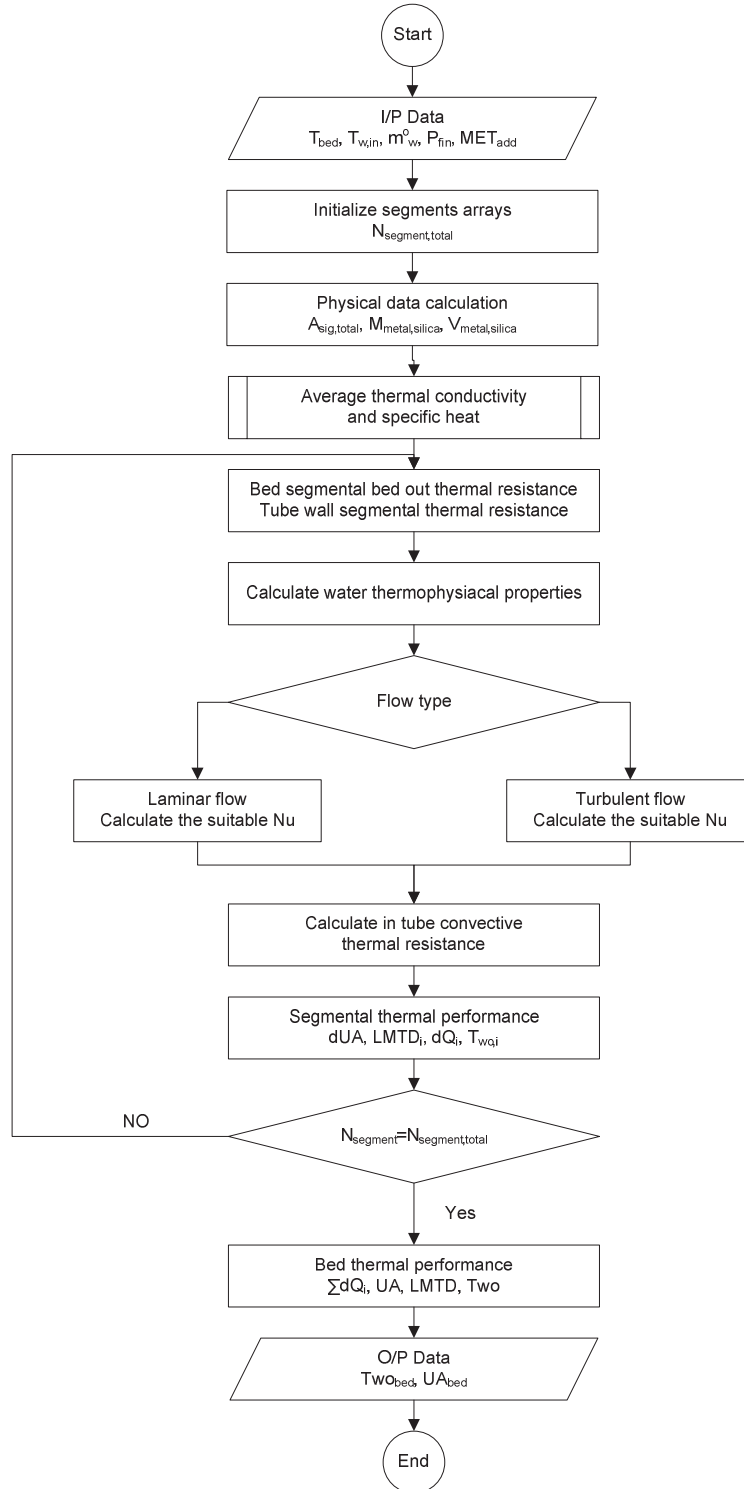 Start
I/P Data
Tbed, Tw,in, mow, Pfin, METadd
Initialize segments arrays
Nsegment,total
Physical data calculation
Asig,total, Mmetal,silica, Vmetal,silica
Average thermal conductivity
and specific heat
Bed segmental bed out thermal resistance
Tube wall segmental thermal resistance
Calculate water thermophysiacal properties
Flow type
Laminar flow
Calculate the suitable Nu
Turbulent flow
Calculate the suitable Nu
Calculate in tube convective
thermal resistance
Segmental thermal performance
dUA, LMTDi, dQi, Two,i
NO
Nsegment=Nsegment,total
Yes
Bed thermal performance
∑dQi, UA, LMTD, Two
O/P Data
Twobed, UAbed
End